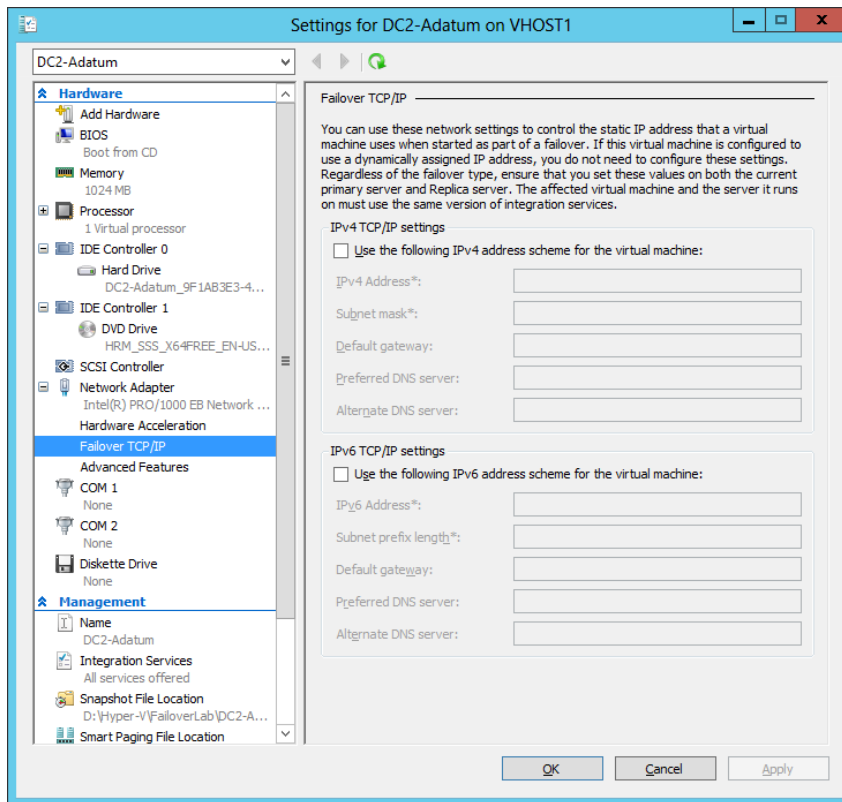 Settings for DC2-Adatum on VHOST1
DC2-Adatum
Hardware
Add Hardware
BIOS
Boot from CD
Memory
1024 MB
Processor
1 Virtual processor
IDE Controller 0
Hard Drive
DC2-Adatum_9F1AB3E3-4...
IDE Controller 1
DVD Drive
HRM_SSS_X64FREE_EN-US...
SCSI Controller
Network Adapter
Intel(R) PRO/1000 EB Network ...
Hardware Acceleration
Failover TCP/IP
Advanced Features
COM 1
None
COM 2
None
Diskette Drive
None
Management
Name
DC2-Adatum
Integration Services
All services offered
Snapshot File Location
D:\Hyper-V\FailoverLab\DC2-A...
Smart Paging File Location
Failover TCP/IP
You can use these network settings to control the static IP address that a virtual
machine uses when started as part of a failover. If this virtual machine is configured to
use a dynamically assigned IP address, you do not need to configure these settings.
Regardless of the failover type, ensure that you set these values on both the current
primary server and Replica server. The affected virtual machine and the server it runs
on must use the same version of integration services.
IPv4 TCP/IP settings
Use the following IPv4 address scheme for the virtual machine:
IPv4 Address*:
Subnet mask*:
Default gateway:
Preferred DNS server:
Alternate DNS server:
IPv6 TCP/IP settings
Use the following IPv6 address scheme for the virtual machine:
IPv6 Address*:
Subnet prefix length*:
Default gateway:
Preferred DNS server:
Alternate DNS server:
OK
Cancel
Apply